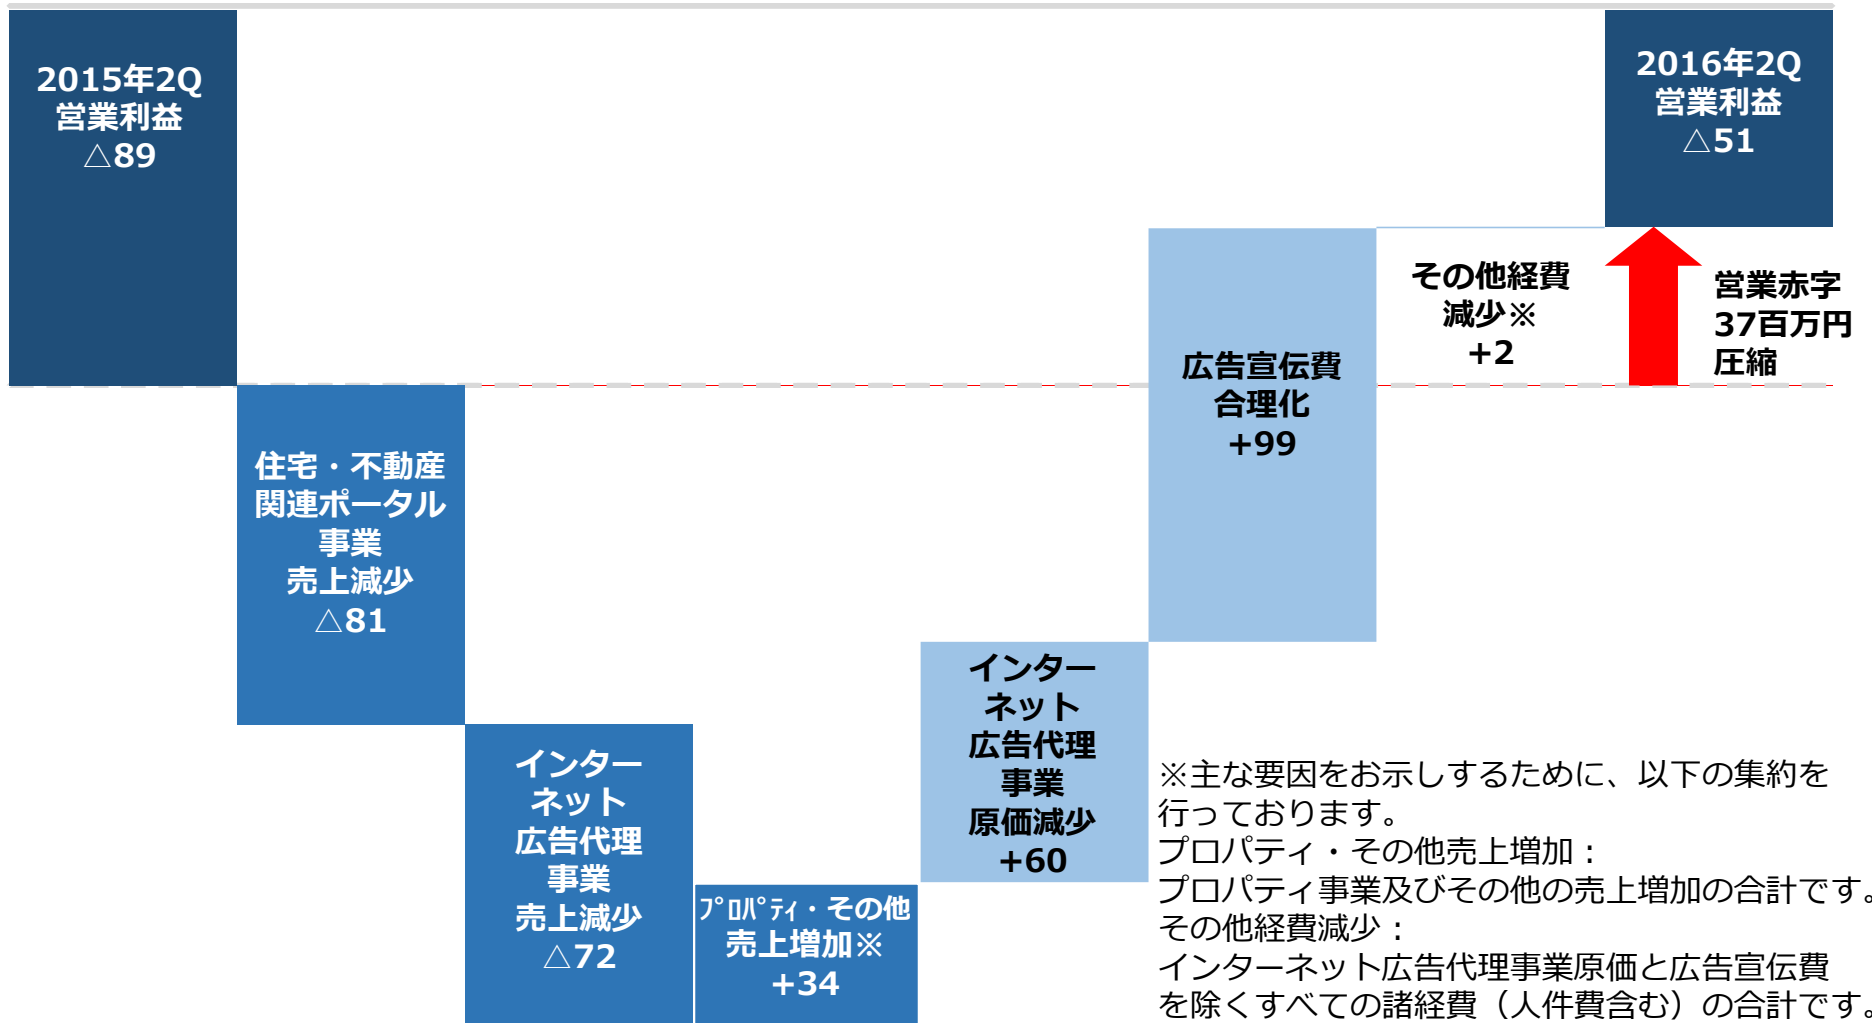 2015年2Q
営業利益
△89
住宅・不動産
関連ポータル
事業
売上減少
△81
インター
ネット
広告代理
事業
売上減少
△72
ﾌﾟﾛﾊﾟﾃｨ・その他
売上増加※
+34
インター
ネット
広告代理
事業
原価減少
+60
広告宣伝費
合理化
+99
その他経費
減少※
+2
2016年2Q
営業利益
△51
営業赤字
37百万円
圧縮
※主な要因をお示しするために、以下の集約を
行っております。
プロパティ・その他売上増加：
プロパティ事業及びその他の売上増加の合計です。
その他経費減少：
インターネット広告代理事業原価と広告宣伝費
を除くすべての諸経費（人件費含む）の合計です。